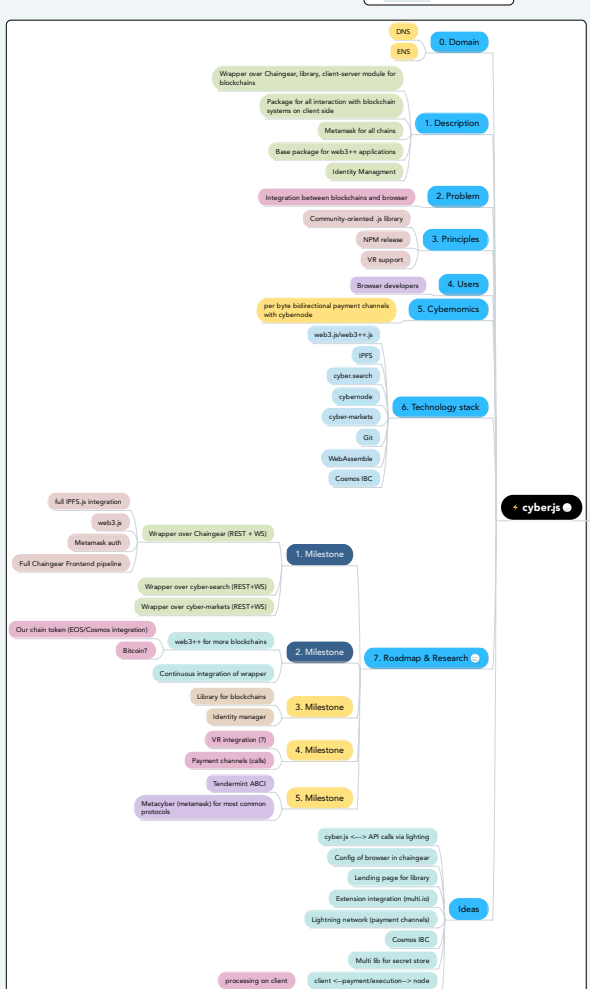 DNS
ENS
0. Domain
Wrapper over Chaingear, library, client-server module for
blockchains
Package for all interaction with blockchain
systems on client side
Metamask for all chains
Base package for web3++ applications
Identity Managment
1. Description
Integration between blockchains and browser
2. Problem
Community-oriented .js library
NPM release
VR support
3. Principles
Browser developers
4. Users
per byte bidirectional payment channels
with cybernode
5. Cybernomics
web3.js/web3++.js
IPFS
cyber.search
cybernode
cyber-markets
Git
WebAssemble
Cosmos IBC
6. Technology stack
cyber.js
full IPFS.js integration
web3.js
Metamask auth
Full Chaingear Frontend pipeline
Wrapper over Chaingear (REST + WS)
Wrapper over cyber-search (REST+WS)
Wrapper over cyber-markets (REST+WS)
1. Milestone
Our chain token (EOS/Cosmos integration)
Bitcoin?
web3++ for more blockchains
Continuous integration of wrapper
2. Milestone
7. Roadmap & Research
Library for blockchains
Identity manager
3. Milestone
VR integration (?)
Payment channels (calls)
4. Milestone
Tendermint ABCI
Metacyber (metamask) for most common
protocols
5. Milestone
cyber.js <---> API calls via lighting
Config of browser in chaingear
Lending page for library
Extension integration (multi.io)
Lightning network (payment channels)
Cosmos IBC
Multi lib for secret store
processing on client
client <--payment/execution--> node
Ideas